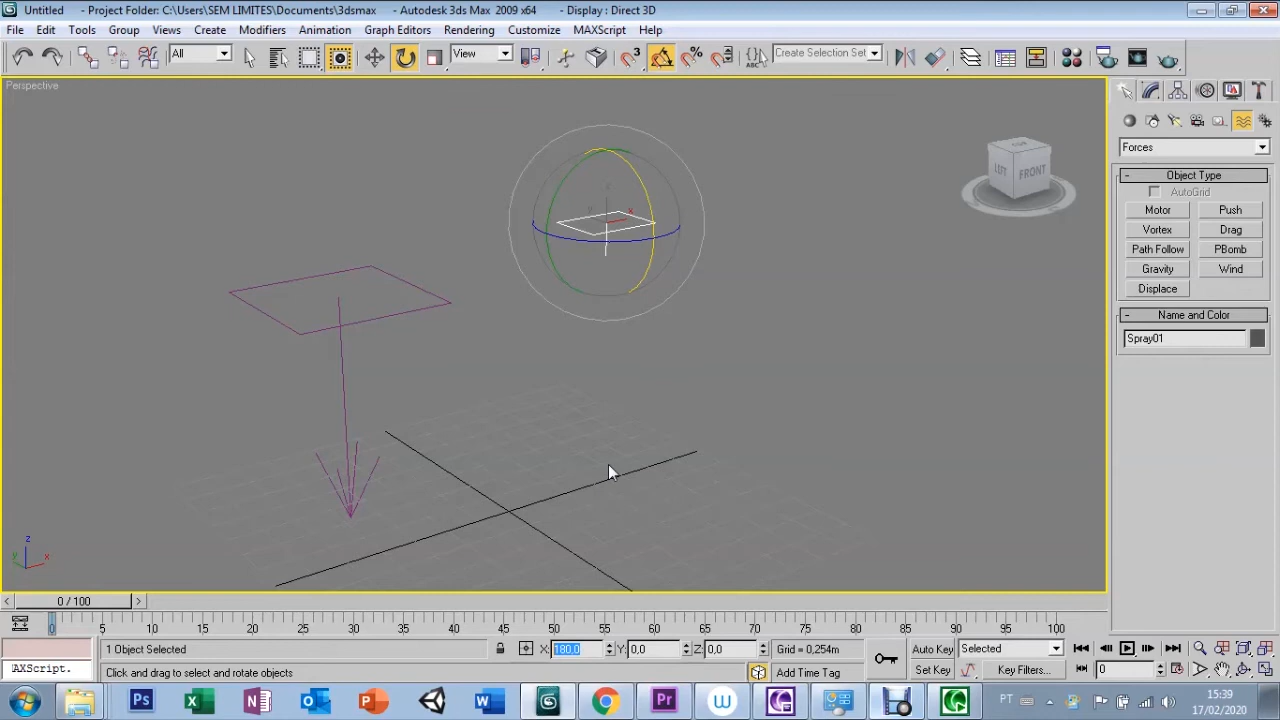 Untitled - Project Folder: C:\Users\SEM LIMITES\Documents\3dsmax - Autodesk 3ds Max 2009 x64 - Display : Direct 3D
File Edit Tools Group Views Create Modifiers Animation Graph Editors Rendering Customize MAXScript Help
All View 3 % ABC Create Selection Set
Perspective
TOP LEFT FRONT
Forces
- Object Type
AutoGrid
Motor Push
Vortex Drag
Path Follow PBomb
Gravity Wind
Displace
- Name and Color
Spray01
x
z
y x
< 0 / 100 >
0 5 10 15 20 25 30 35 40 45 50 55 60 65 70 75 80 85 90 95 100
1 Object Selected X: 180,0 Y: 0,0 Z: 0,0 Grid = 0,254m Auto Key Selected
AXScript. Click and drag to select and rotate objects Add Time Tag Set Key Key Filters... 0
PT 15:39
17/02/2020